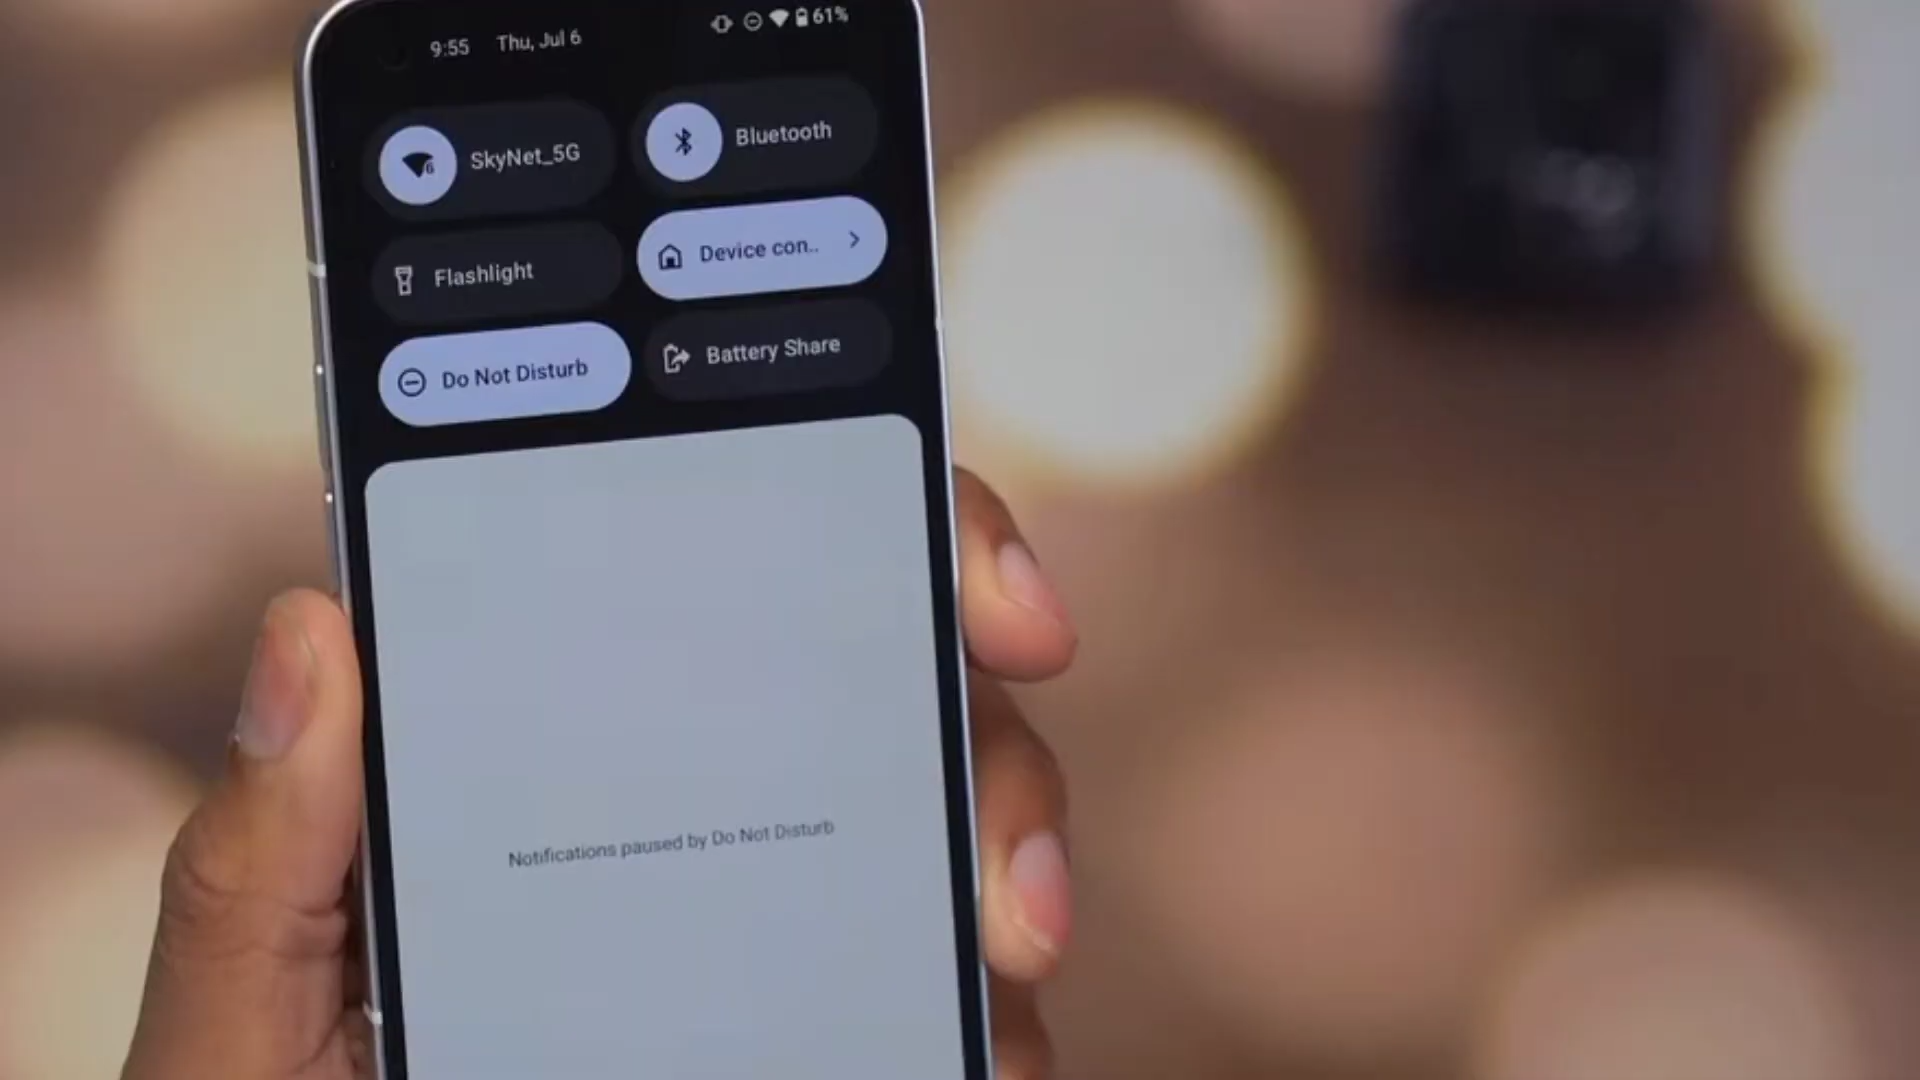 9:55 Thu, Jul 6 61%
SkyNet_5G Bluetooth
Flashlight Device con..
Do Not Disturb Battery Share
Notifications paused by Do Not Disturb